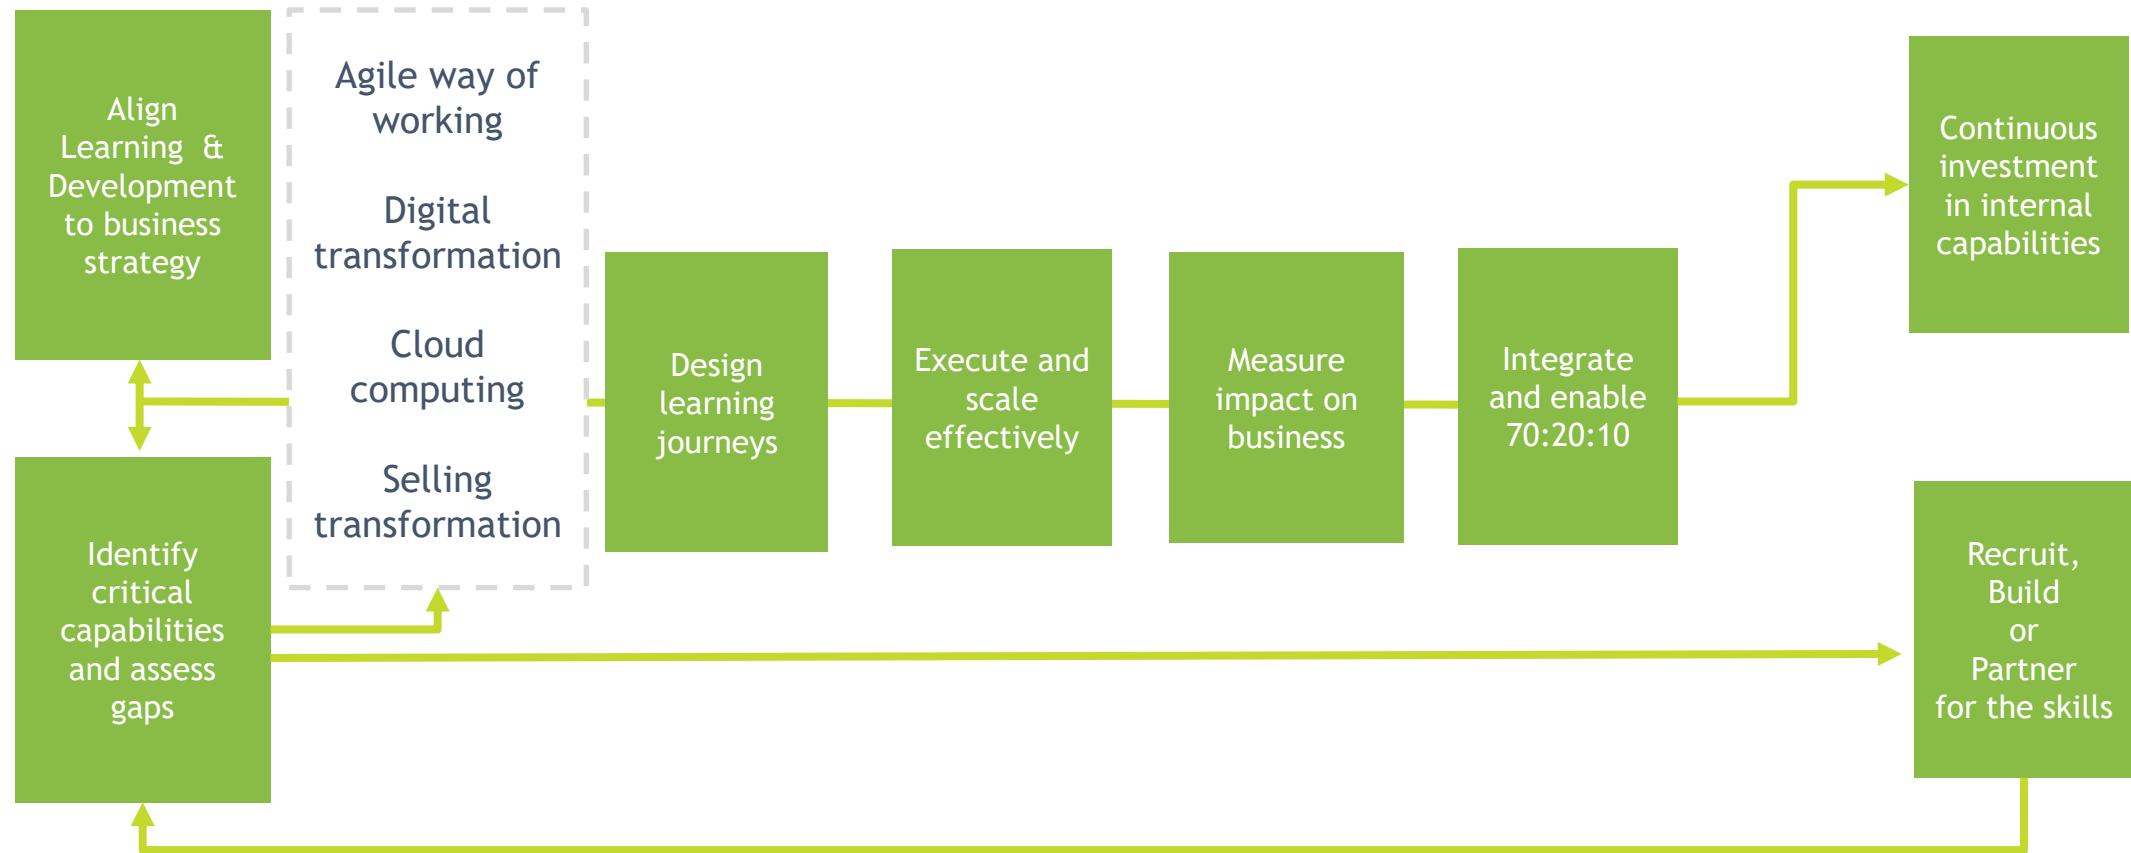 Align
Learning & 
Development
to business
strategy
Agile way of
working
Digital
transformation
Cloud
computing
Selling
transformation
Identify
critical
capabilities
and assess
gaps
Design
learning
journeys
Execute and
scale
effectively
Measure
impact on
business
Integrate
and enable
70:20:10
Continuous
investment
in internal
capabilities
Recruit,
Build
or
Partner
for the skills